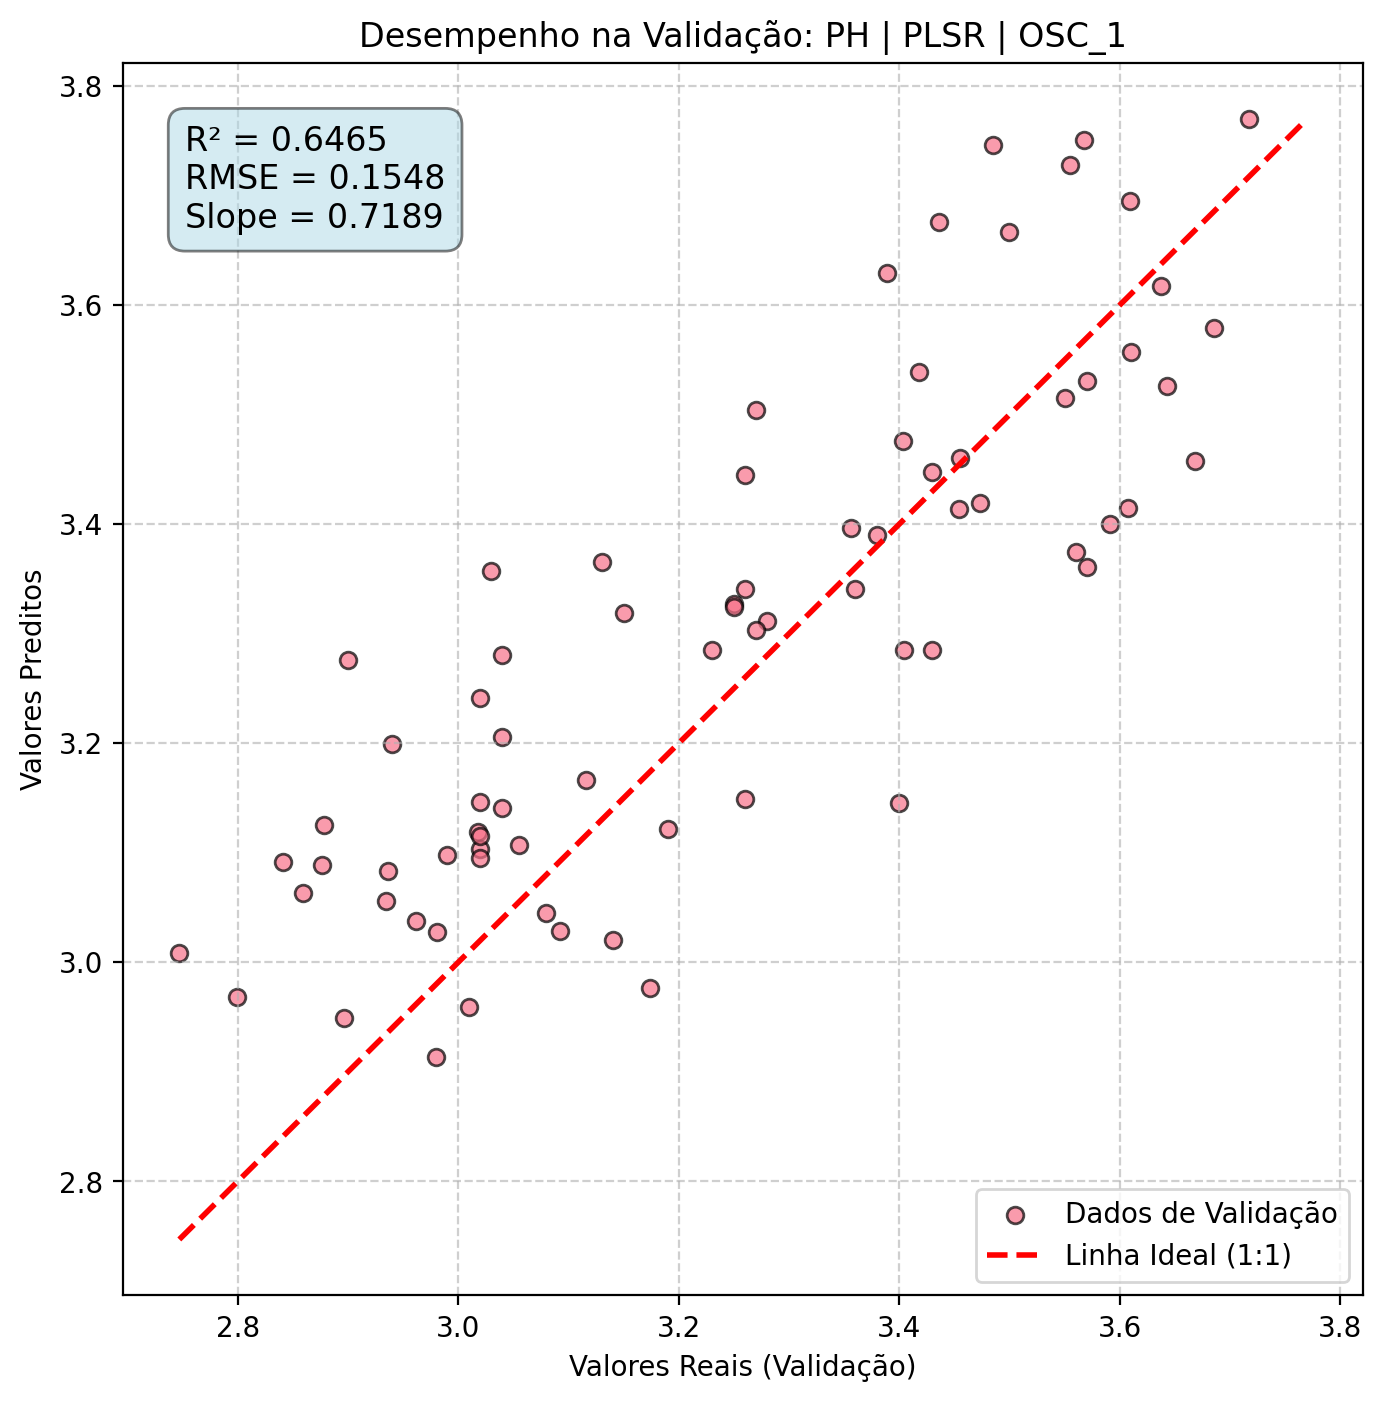 Desempenho na Validação: PH | PLSR | OSC_1
R² = 0.6465
RMSE = 0.1548
Slope = 0.7189
3.8
3.6
3.4
3.2
3.0
2.8
Valores Preditos
Dados de Validação
Linha Ideal (1:1)
2.8 3.0 3.2 3.4 3.6 3.8
Valores Reais (Validação)